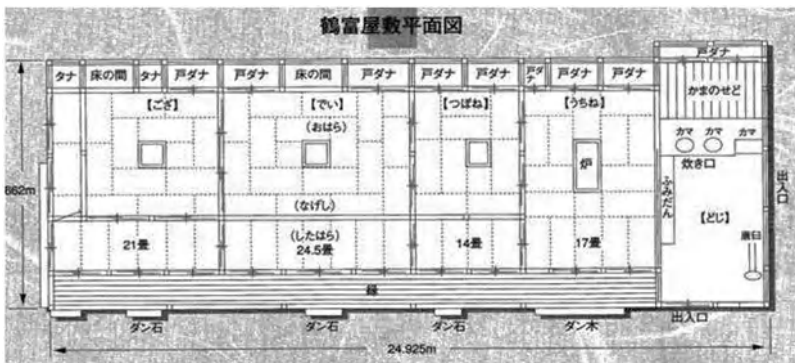 鶴富屋敷平面図
戸ダナ
タナ 床の間 タナ 戸ダナ 戸ダナ 床の間 戸ダナ 戸ダナ 戸ダナ 戸ダナ 戸ダナ 戸ダナ
かまのせど
【ござ】 【でい】 【つぼね】 【うちね】
(おはら)
カマ カマ カマ
炊き口
炉
ふみだん
出入口
662m
(なげし)
【どじ】
(したはら)
21畳 24.5畳 14畳 17畳
唐臼
縁
ダン石 ダン石 ダン石 ダン木
出入口
24.925m